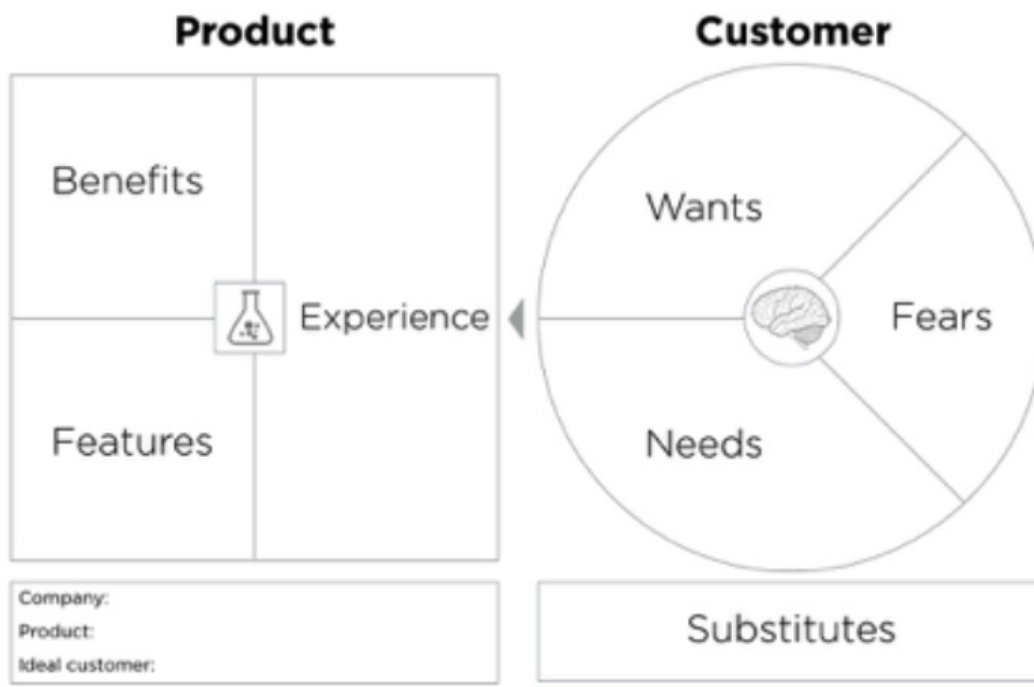 Product
Customer
Benefits
Wants
Experience
Fears
Features
Needs
Company:
Product:
Ideal customer:
Substitutes